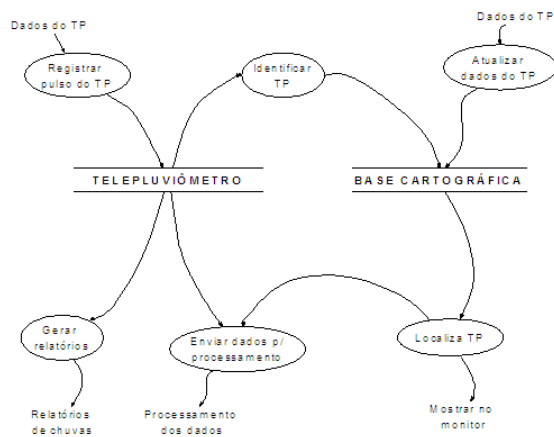 Dados do TP
Dados do TP
Registrar
pulso do TP
Identificar
TP
Atualizar
dados do TP
TELEPLUVIÔMETRO
BASE CARTOGRÁFICA
Gerar
relatórios
Enviar dados p/
processamento
Localiza TP
Relatórios
de chuvas
Processamento
dos dados
Mostrar no
monitor